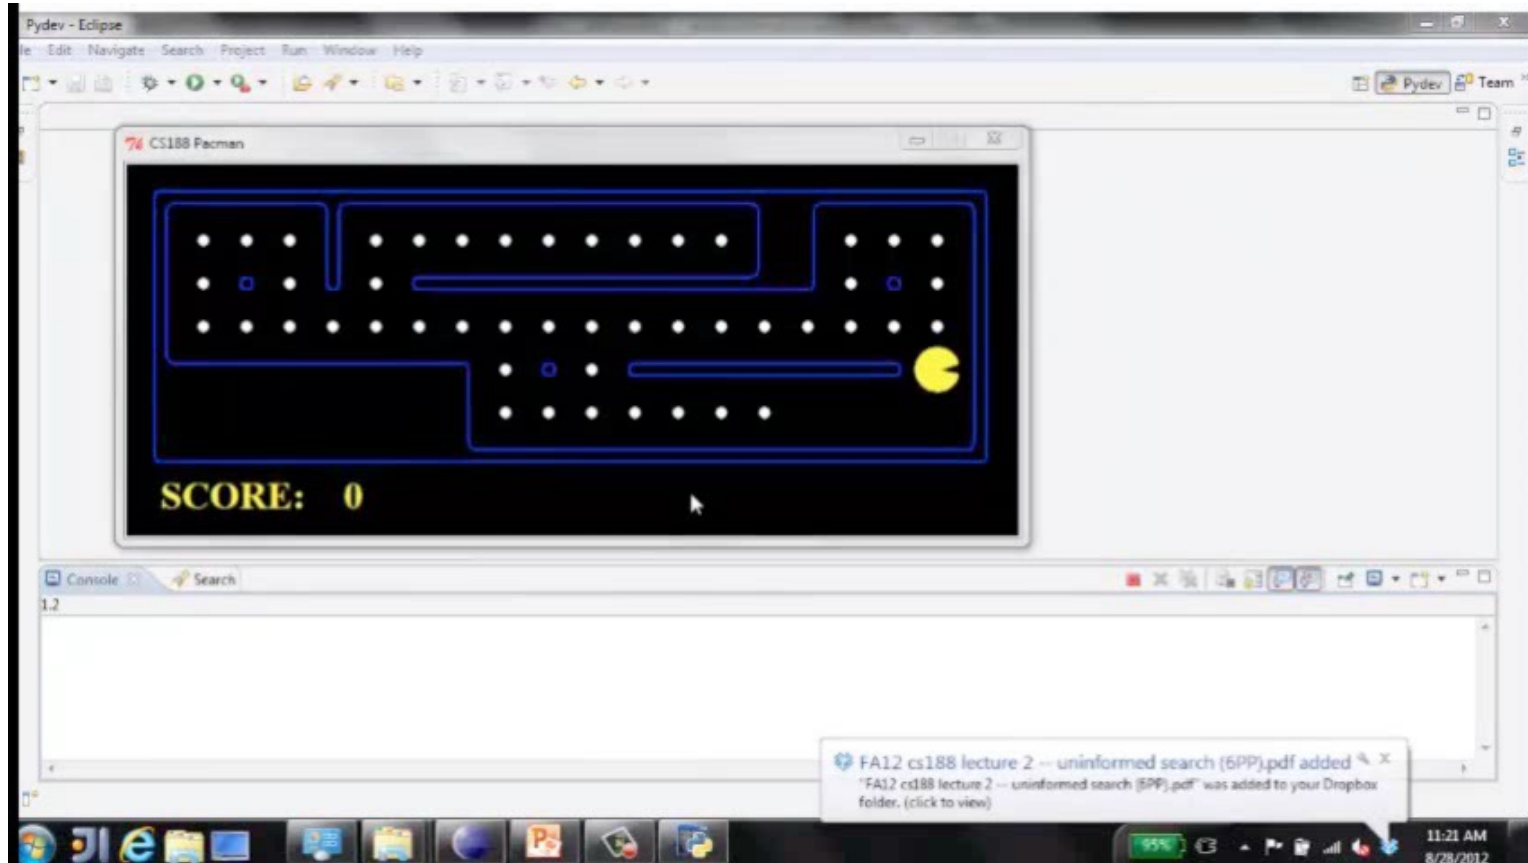 Pydev - Eclipse
le Edit Navigate Search Project Run Window Help
Pydev Team
CS188 Pacman
SCORE: 0
Console Search
1.2
FA12 cs188 lecture 2 -- uninformed search (6PP).pdf added
"FA12 cs188 lecture 2 -- uninformed search (6PP).pdf" was added to your Dropbox
folder. (click to view)
95%
11:21 AM
8/28/2012